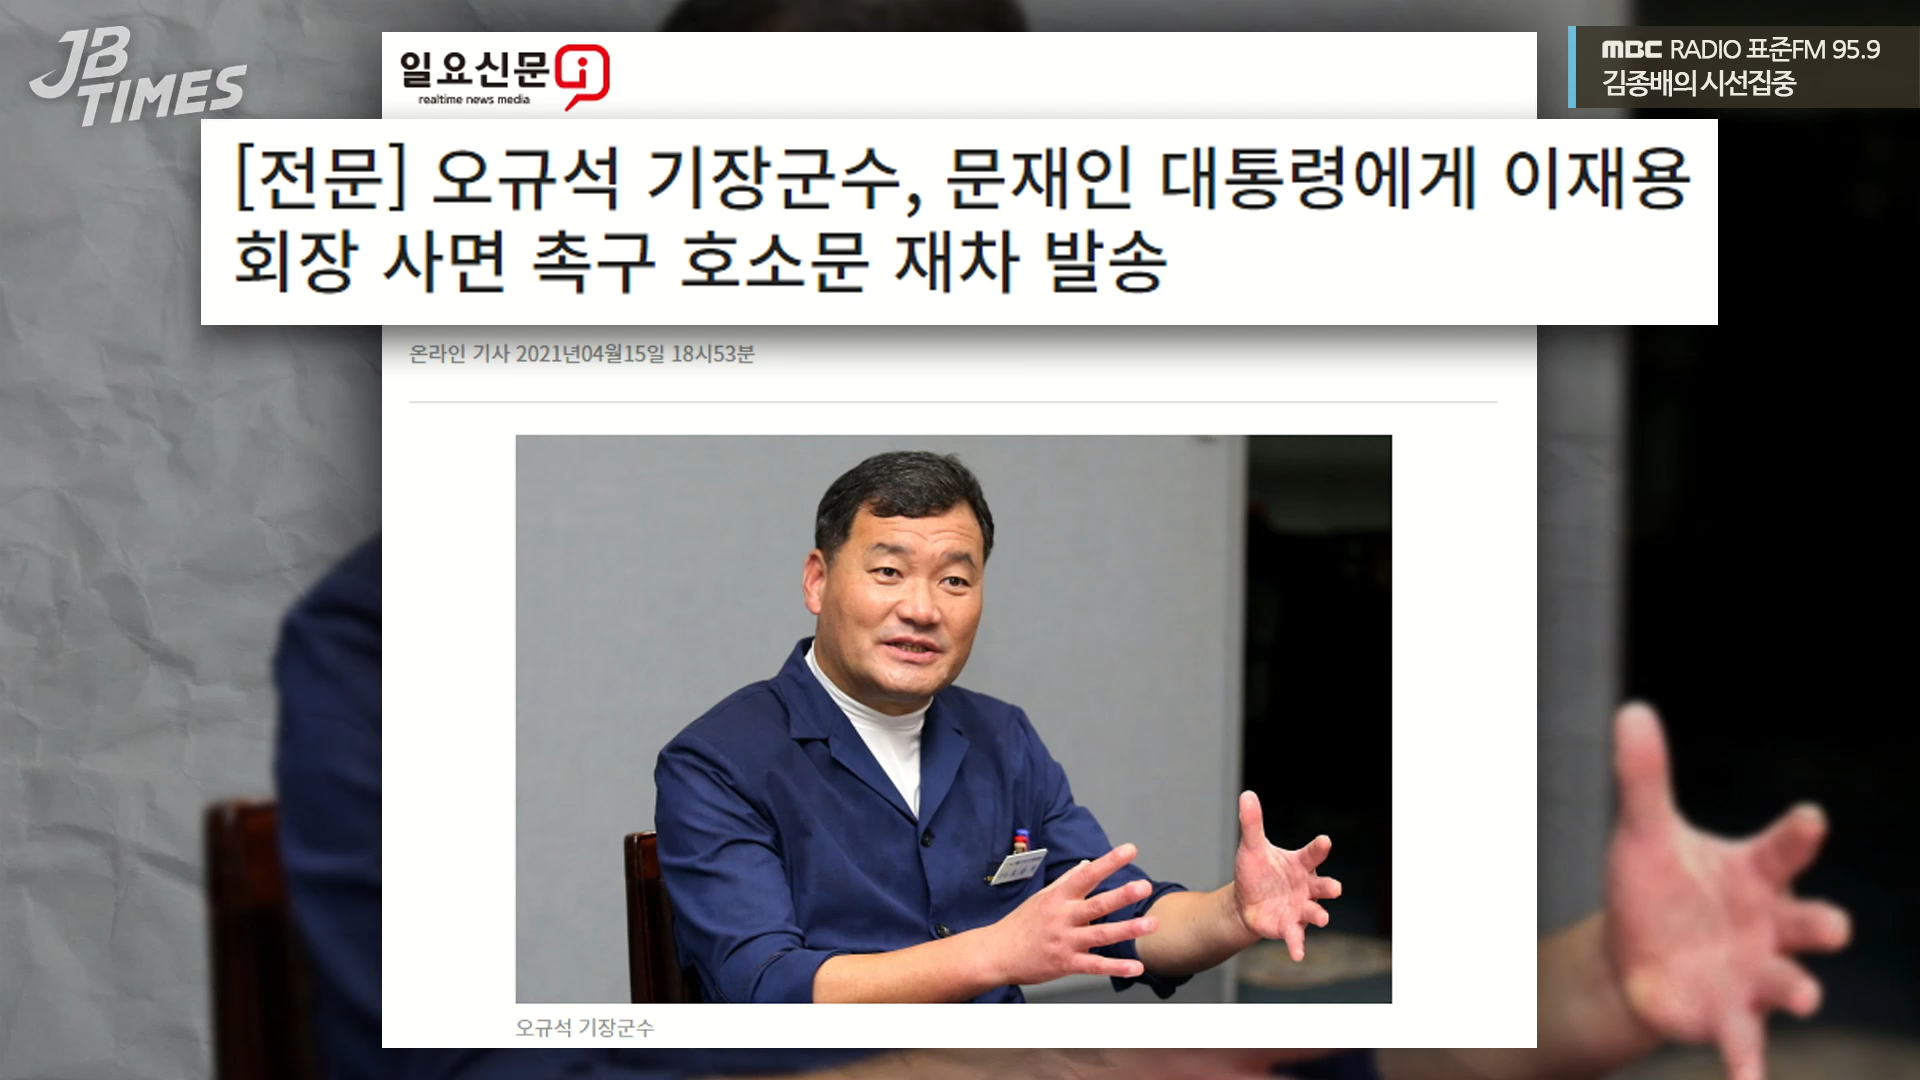 JB
TIMES
MBC RADIO 표준FM 95.9
김종배의 시선집중
일요신문
realtime news media
[전문] 오규석 기장군수, 문재인 대통령에게 이재용
회장 사면 촉구 호소문 재차 발송
온라인 기사 2021년04월15일 18시53분
오규석 기장군수